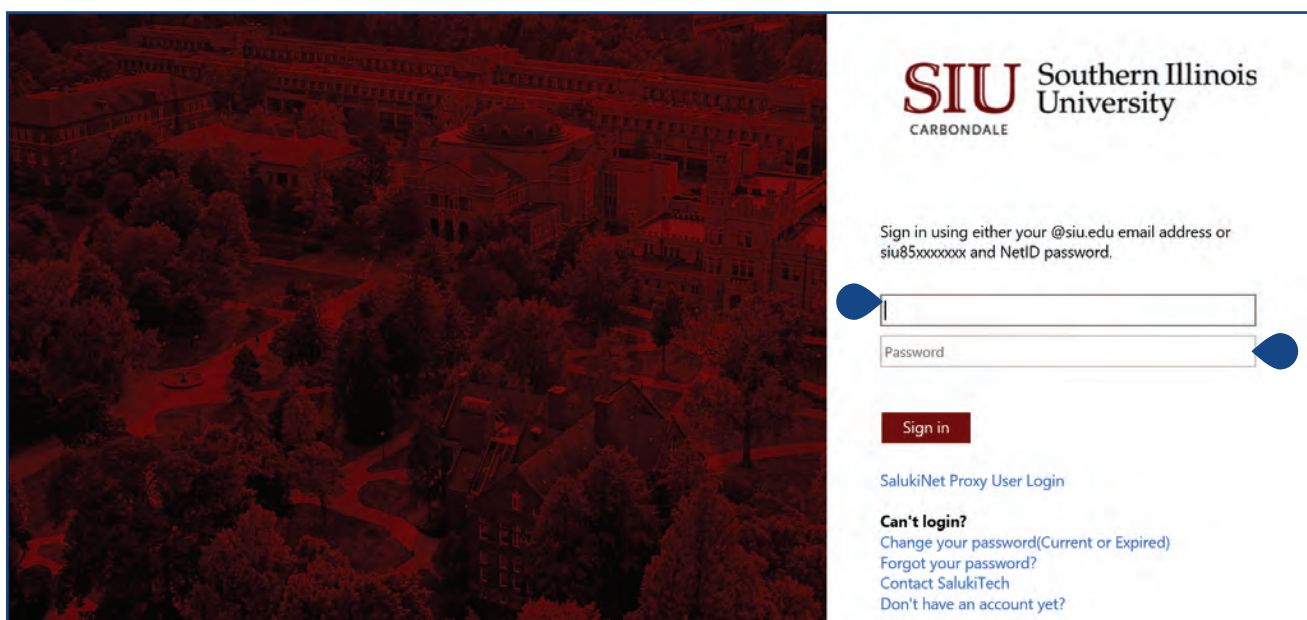 SIU Southern Illinois
University
CARBONDALE
Sign in using either your @siu.edu email address or
siu85xxxxxxx and NetID password.
Password
Sign in
SalukiNet Proxy User Login
Can't login?
Change your password(Current or Expired)
Forgot your password?
Contact SalukiTech
Don't have an account yet?